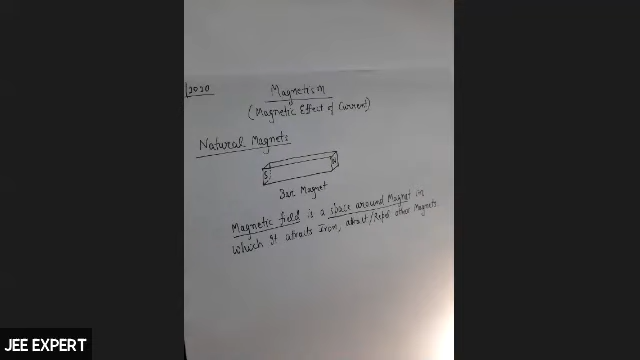 2020
Magnetism
(Magnetic Effect of Current)
Natural Magnets
S N
Bar Magnet
Magnetic field is a space around Magnet in
which It attracts Iron, attract/Repel other Magnets
JEE EXPERT